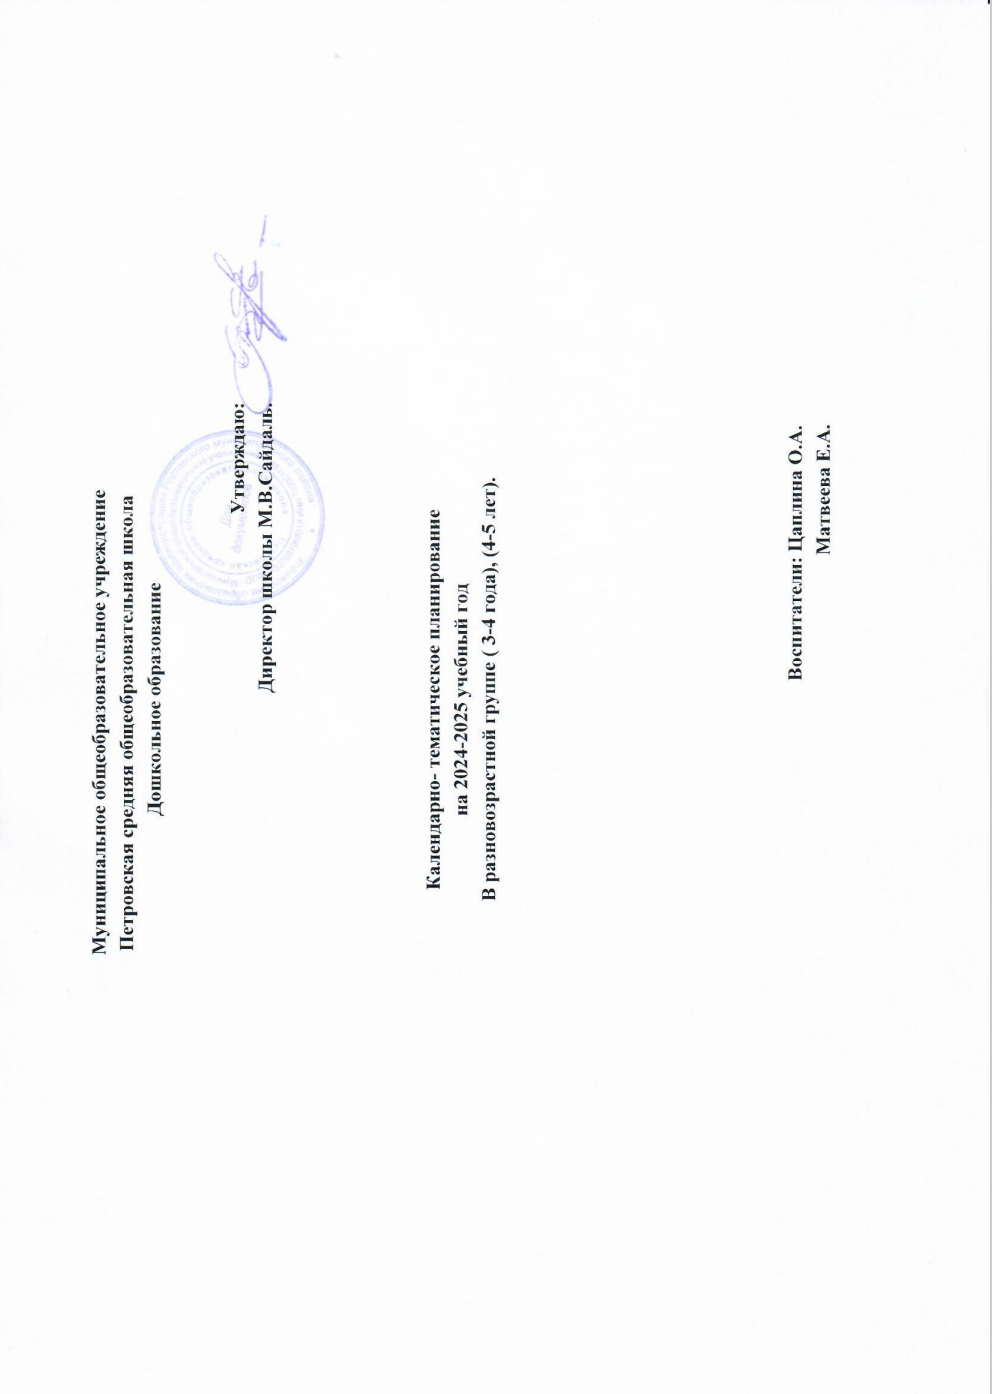 Муниципальное общеобразовательное учреждение
Петровская средняя общеобразовательная школа
Дошкольное образование
Утверждаю:
Директор школы М.В.Сайдаль.
Календарно- тематическое планирование
на 2024-2025 учебный год
В разновозрастной группе ( 3-4 года), (4-5 лет).
Воспитатели: Цаплина О.А.
Матвеева Е.А.